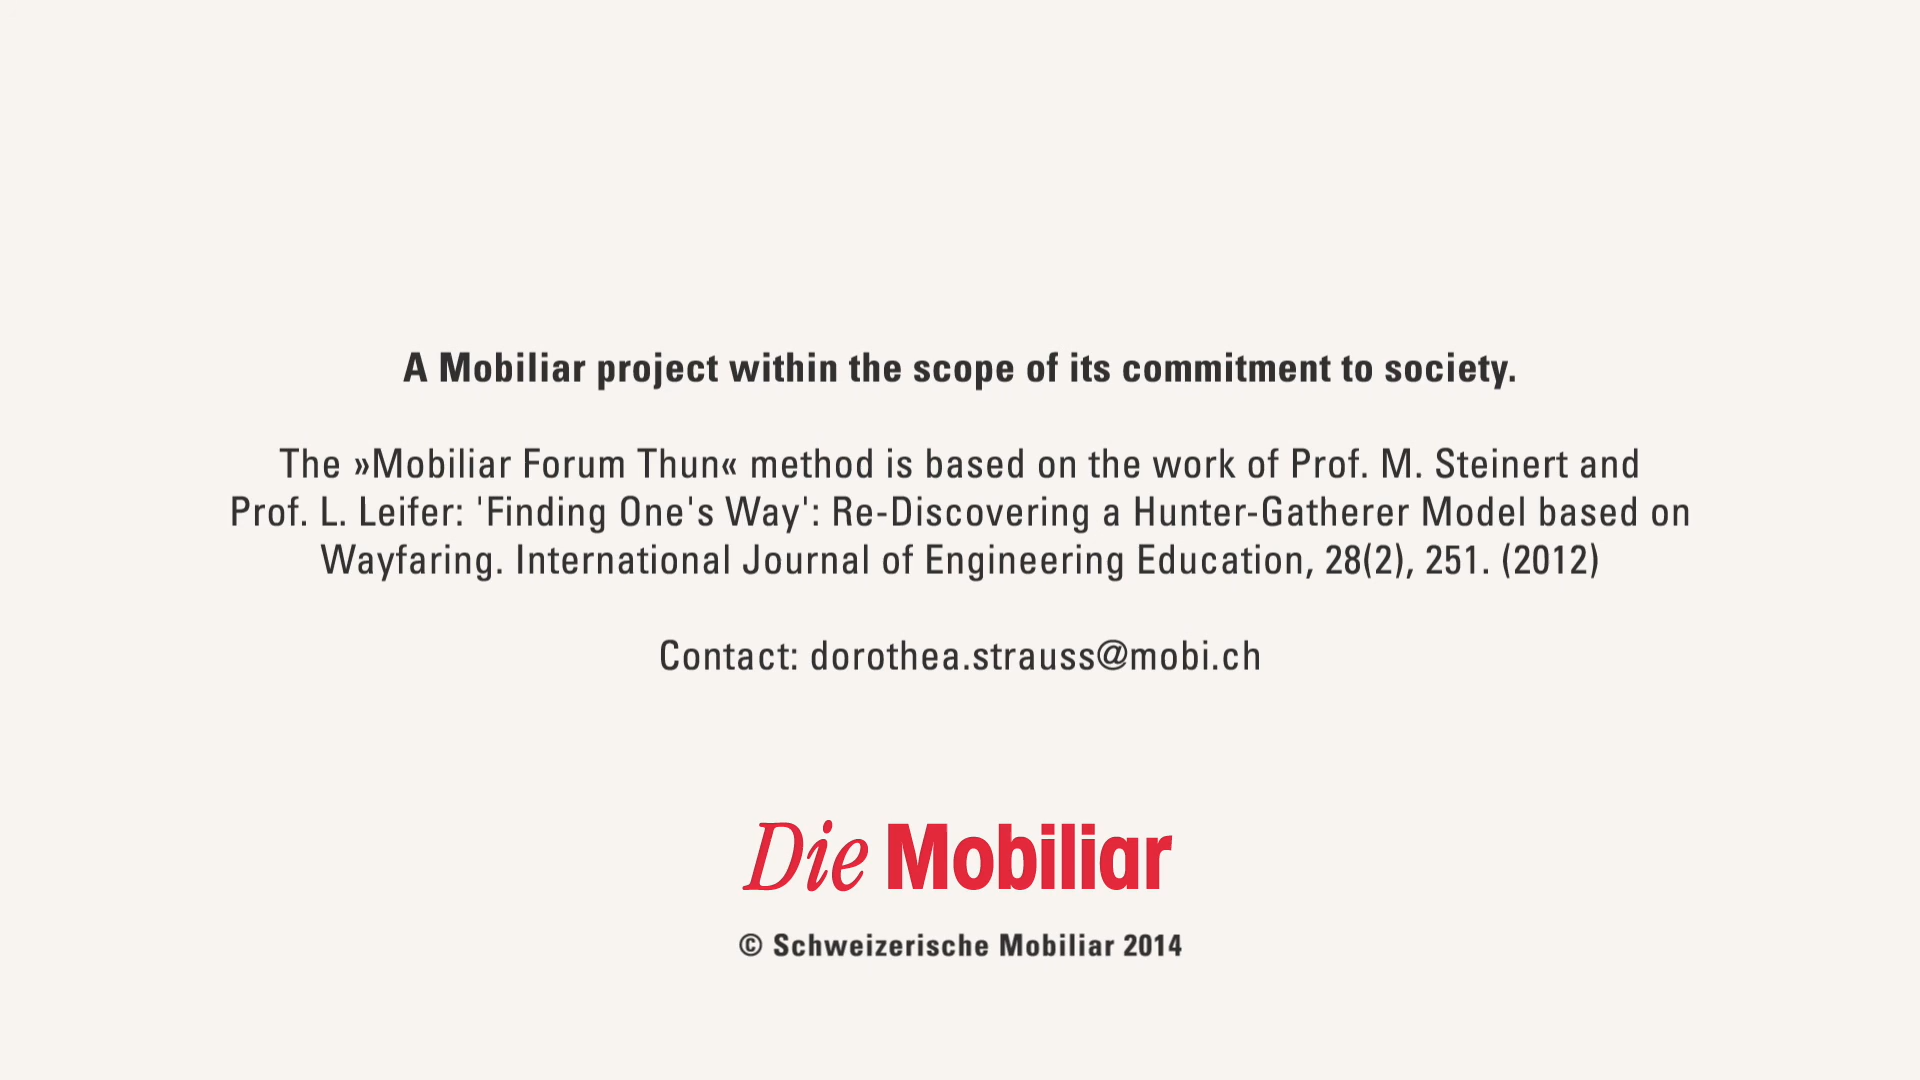 A Mobiliar project within the scope of its commitment to society.
The »Mobiliar Forum Thun« method is based on the work of Prof. M. Steinert and
Prof. L. Leifer: 'Finding One's Way': Re-Discovering a Hunter-Gatherer Model based on
Wayfaring. International Journal of Engineering Education, 28(2), 251. (2012)
Contact: dorothea.strauss@mobi.ch
Die Mobiliar
© Schweizerische Mobiliar 2014